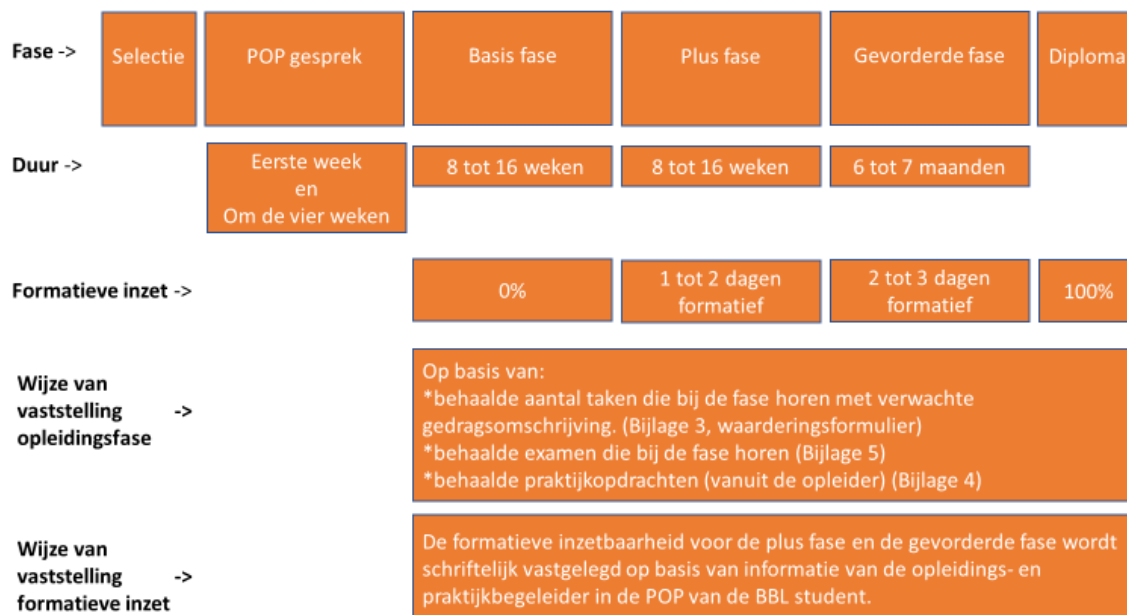 Fase -> Selectie POP gesprek Basis fase Plus fase Gevorderde fase Diploma
Duur -> Eerste week
en
Om de vier weken
8 tot 16 weken 8 tot 16 weken 6 tot 7 maanden
Formatieve inzet -> 0% 1 tot 2 dagen
formatief
2 tot 3 dagen
formatief
100%
Wijze van
vaststelling ->
opleidingsfase
Op basis van:
*behaalde aantal taken die bij de fase horen met verwachte
gedragsomschrijving. (Bijlage 3, waarderingsformulier)
*behaalde examen die bij de fase horen (Bijlage 5)
*behaalde praktijkopdrachten (vanuit de opleider) (Bijlage 4)
Wijze van
vaststelling ->
formatieve inzet
De formatieve inzetbaarheid voor de plus fase en de gevorderde fase wordt
schriftelijk vastgelegd op basis van informatie van de opleidings- en
praktijkbegeleider in de POP van de BBL student.